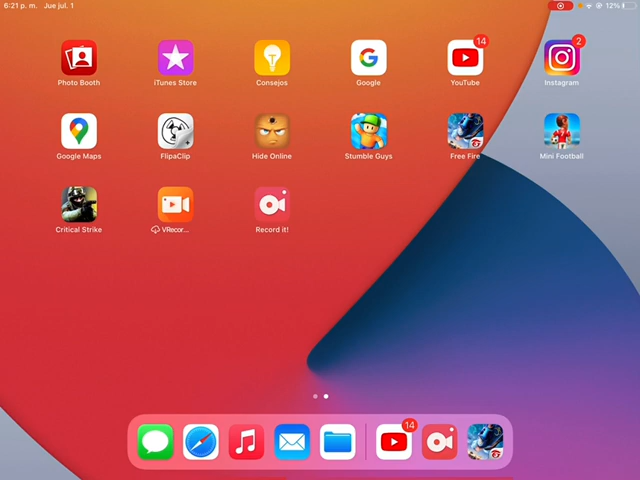 6:21 p. m. Jue jul. 1
12%
14
2
Photo Booth
iTunes Store
Consejos
Google
YouTube
Instagram
Google Maps
FlipaClip
Hide Online
Stumble Guys
Free Fire
Mini Football
Critical Strike
VRecor...
Record it!
14